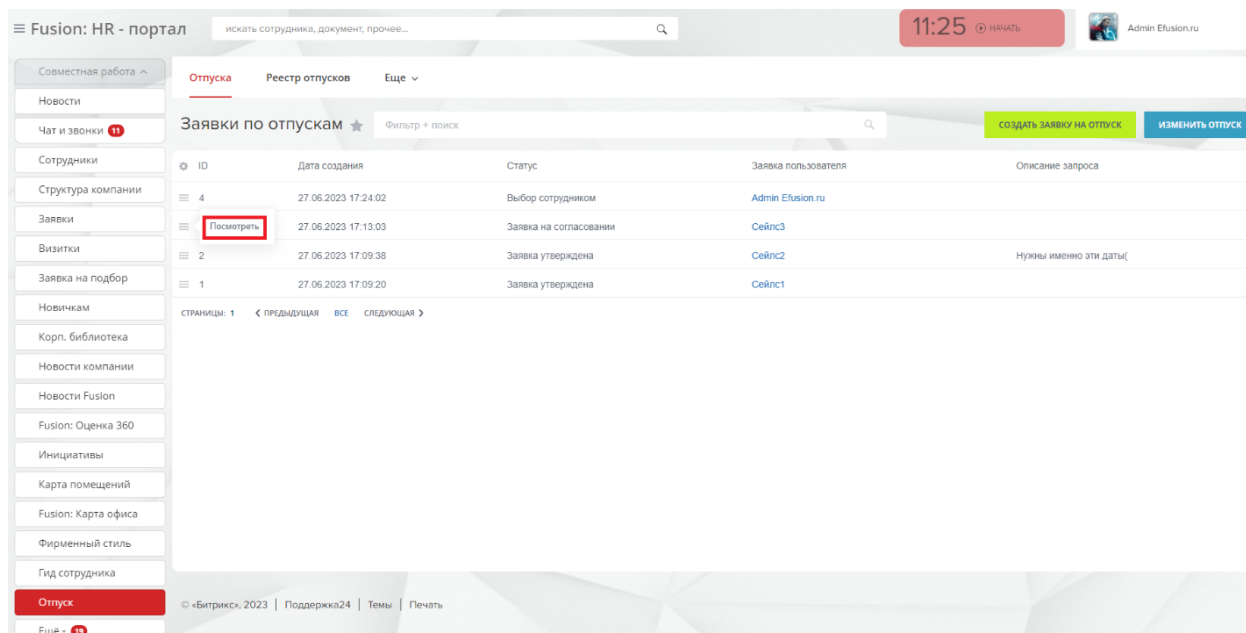 Fusion: HR - портал
искать сотрудника, документ, прочее...
11:25 НАЧАТЬ
Admin Efusion.ru
Совместная работа
Новости
Чат и звонки 11
Сотрудники
Структура компании
Заявки
Визитки
Заявка на подбор
Новичкам
Корп. библиотека
Новости компании
Новости Fusion
Fusion: Оценка 360
Инициативы
Карта помещений
Fusion: Карта офиса
Фирменный стиль
Гид сотрудника
Отпуск
Ещё - 19
Отпуска Реестр отпусков Еще
Заявки по отпускам Фильтр + поиск СОЗДАТЬ ЗАЯВКУ НА ОТПУСК ИЗМЕНИТЬ ОТПУСК
ID Дата создания Статус Заявка пользователя Описание запроса
4 27.06.2023 17:24:02 Выбор сотрудником Admin Efusion.ru
Посмотреть 27.06.2023 17:13:03 Заявка на согласовании Сейлс3
2 27.06.2023 17:09:38 Заявка утверждена Сейлс2 Нужны именно эти даты(
1 27.06.2023 17:09:20 Заявка утверждена Сейлс1
СТРАНИЦЫ: 1 ПРЕДЫДУЩАЯ ВСЕ СЛЕДУЮЩАЯ
© «Битрикс», 2023 | Поддержка24 | Темы | Печать